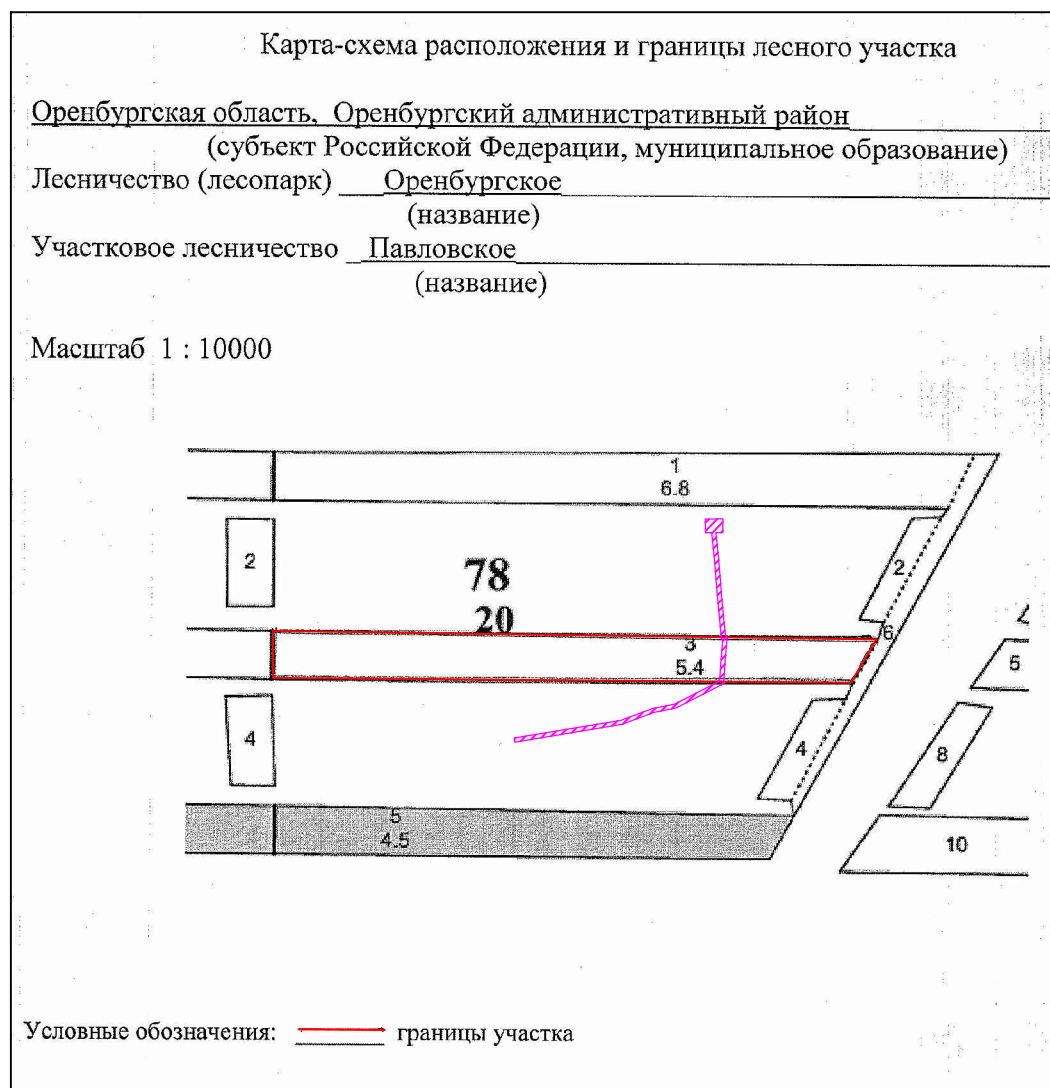 Карта-схема расположения и границы лесного участка
Оренбургская область, Оренбургский административный район
(субъект Российской Федерации, муниципальное образование)
Лесничество (лесопарк) Оренбургское
(название)
Участковое лесничество Павловское
(название)
Масштаб 1 : 10000
1
6.8
2
78
20
2
3
5.4
6
5
4
4
8
5
4.5
10
Условные обозначения: границы участка